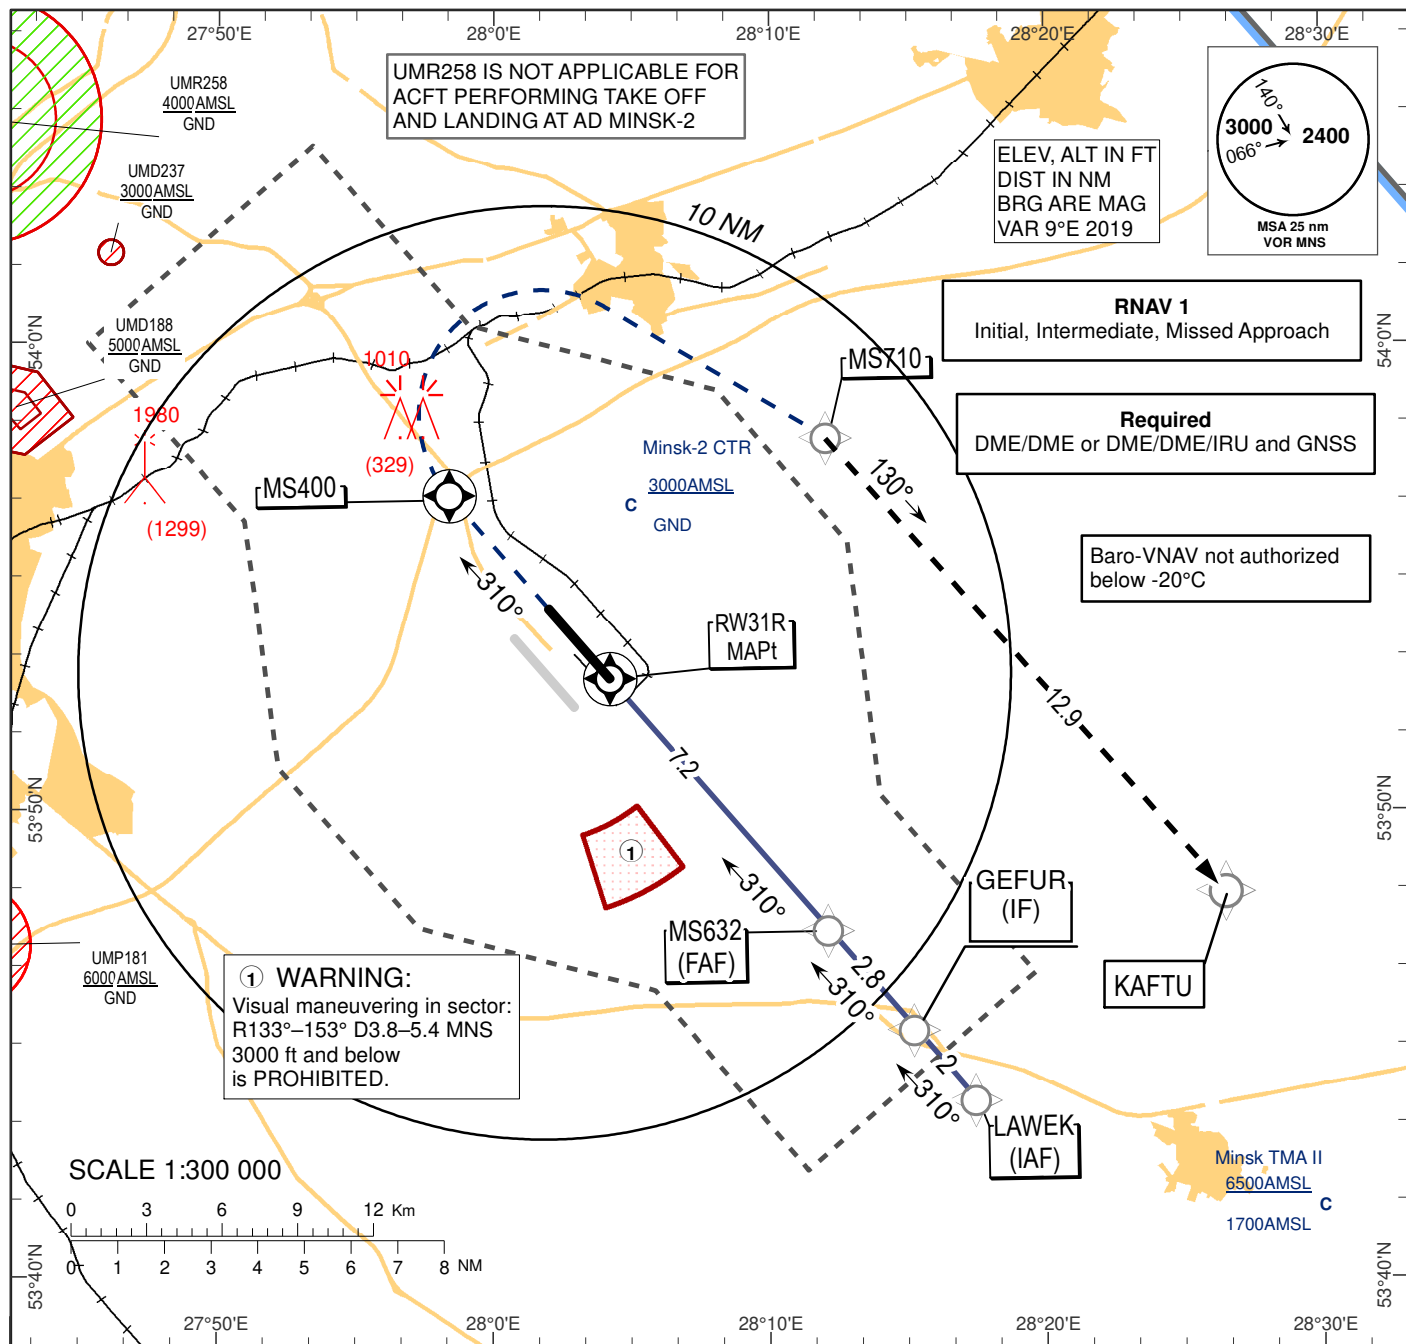 27°50'E
28°0'E
28°10'E
28°20'E
28°30'E
UMR258
4000AMSL
GND
UMR258 IS NOT APPLICABLE FOR
ACFT PERFORMING TAKE OFF
AND LANDING AT AD MINSK-2
ELEV, ALT IN FT
DIST IN NM
BRG ARE MAG
VAR 9°E 2019
140°
3000
2400
066°
MSA 25 nm
VOR MNS
UMD237
3000AMSL
GND
10 NM
RNAV 1
Initial, Intermediate, Missed Approach
UMD188
5000AMSL
GND
54°0'N
54°0'N
1010
MS710
Required
DME/DME or DME/DME/IRU and GNSS
1980
(329)
Minsk-2 CTR
3000AMSL
C
GND
130°
MS400
(1299)
Baro-VNAV not authorized
below -20°C
310°
RW31R
MAPt
12.9
7.2
53°50'N
53°50'N
1
310°
GEFUR
(IF)
MS632
(FAF)
2.8
KAFTU
UMP181
6000AMSL
GND
310°
1 WARNING:
Visual maneuvering in sector:
R133°–153° D3.8–5.4 MNS
3000 ft and below
is PROHIBITED.
2
310°
LAWEK
(IAF)
SCALE 1:300 000
0 3 6 9 12 Km
0 1 2 3 4 5 6 7 8 NM
Minsk TMA II
6500AMSL
C
1700AMSL
53°40'N
53°40'N
27°50'E
28°0'E
28°10'E
28°20'E
28°30'E